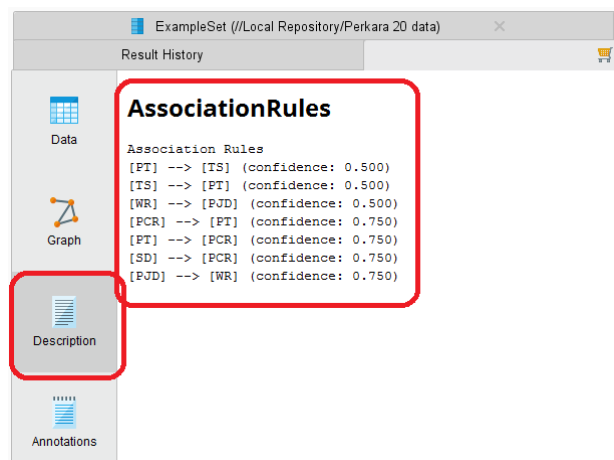 ExampleSet (//Local Repository/Perkara 20 data)
Result History
Data
Graph
Description
Annotations
AssociationRules
Association Rules
[PT] --> [TS] (confidence: 0.500)
[TS] --> [PT] (confidence: 0.500)
[WR] --> [PJD] (confidence: 0.500)
[PCR] --> [PT] (confidence: 0.750)
[PT] --> [PCR] (confidence: 0.750)
[SD] --> [PCR] (confidence: 0.750)
[PJD] --> [WR] (confidence: 0.750)